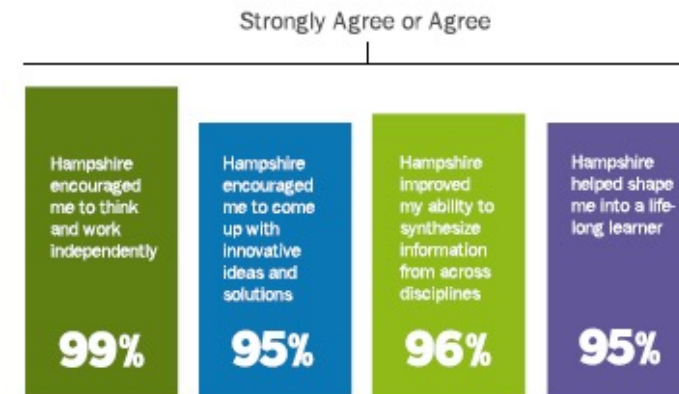 Strongly Agree or Agree
Hampshire
encouraged
me to think
and work
independently
99%
Hampshire
encouraged
me to come
up with
innovative
ideas and
solutions
95%
Hampshire
improved
my ability to
synthesize
information
from across
disciplines
96%
Hampshire
helped shape
me into a life-
long learner
95%